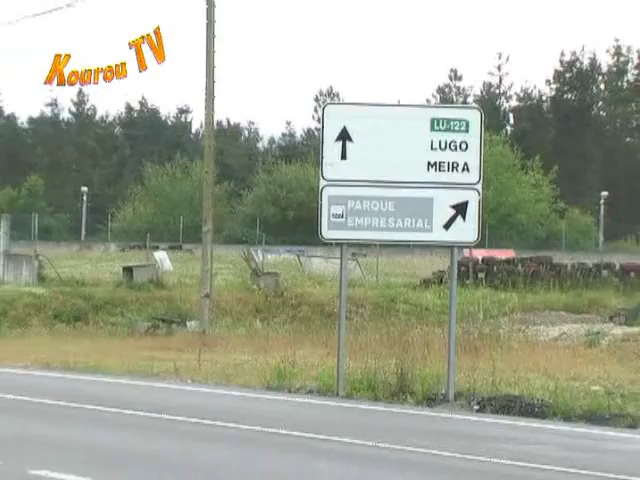 Kourou TV
LU-122
LUGO
MEIRA
PARQUE
EMPRESARIAL